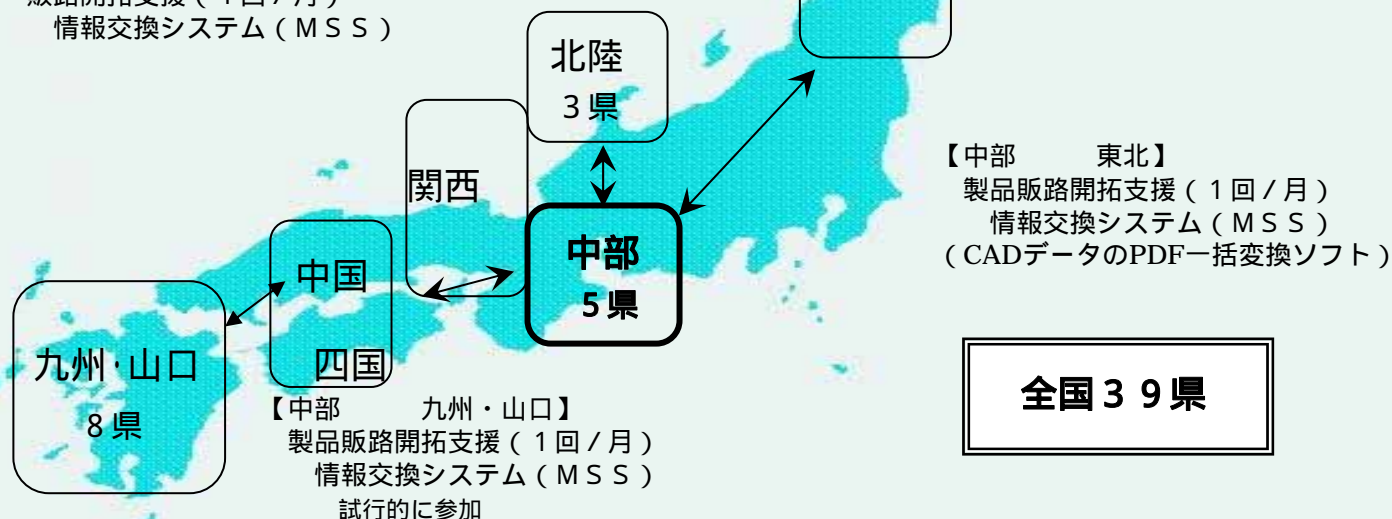 情報交換システム（ＭＳＳ）
北陸
３県
関西
【中部　　　東北】
製品販路開拓支援（１回／月）
情報交換システム（ＭＳＳ）
（CADデータのPDF一括変換ソフト）
中部
５県
中国
四国
九州・山口
８県
【中部　　　九州・山口】
製品販路開拓支援（１回／月）
情報交換システム（ＭＳＳ）
試行的に参加
全国３９県